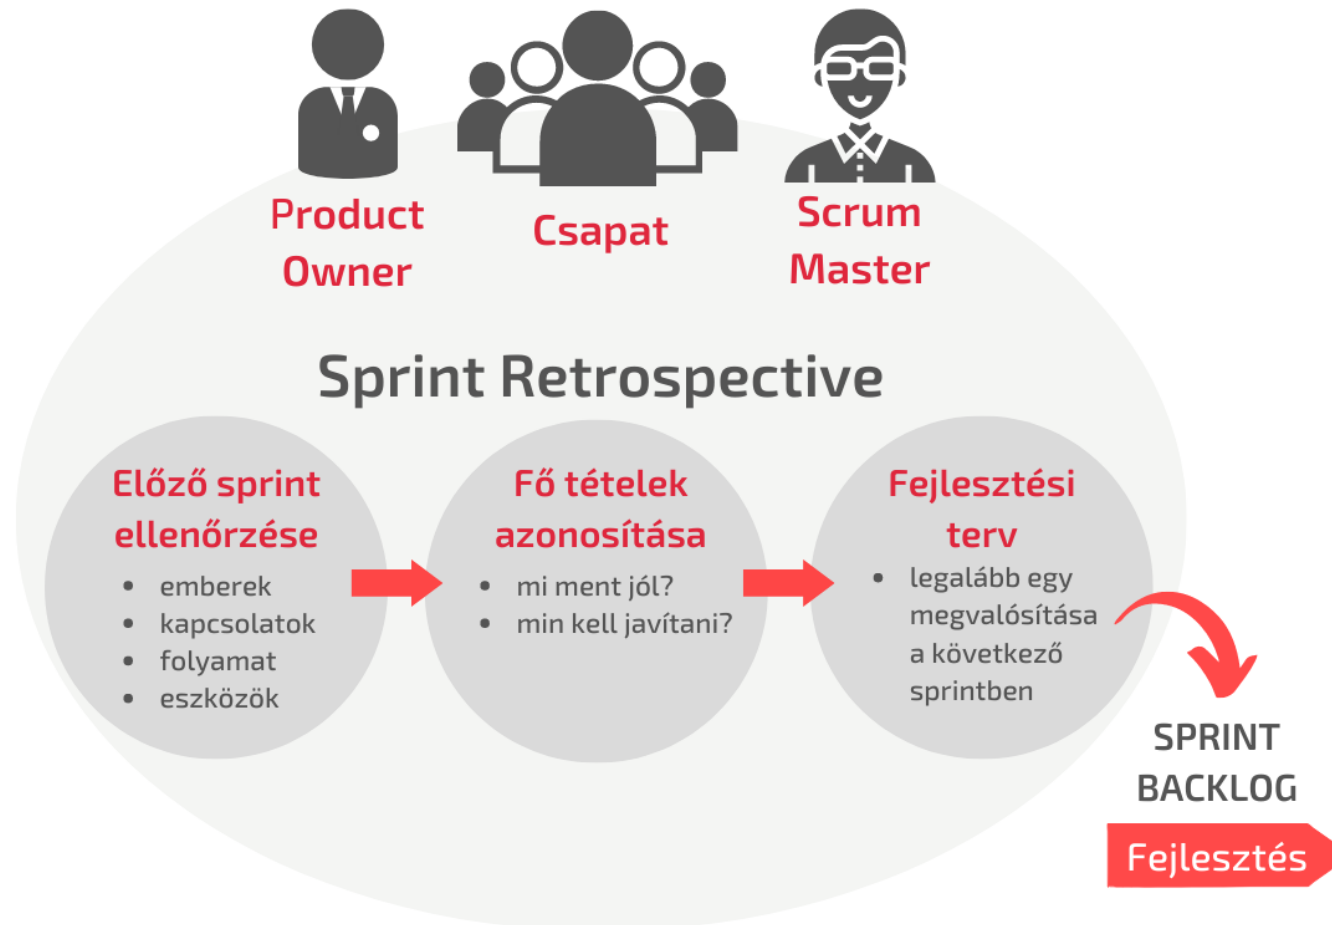 Product
Owner
Csapat
Scrum
Master
Sprint Retrospective
Előző sprint
ellenőrzése
• emberek
• kapcsolatok
• folyamat
• eszközök
Fő tételek
azonosítása
• mi ment jól?
• min kell javítani?
Fejlesztési
terv
• legalább egy
megvalósítása
a következő
sprintben
SPRINT
BACKLOG
Fejlesztés